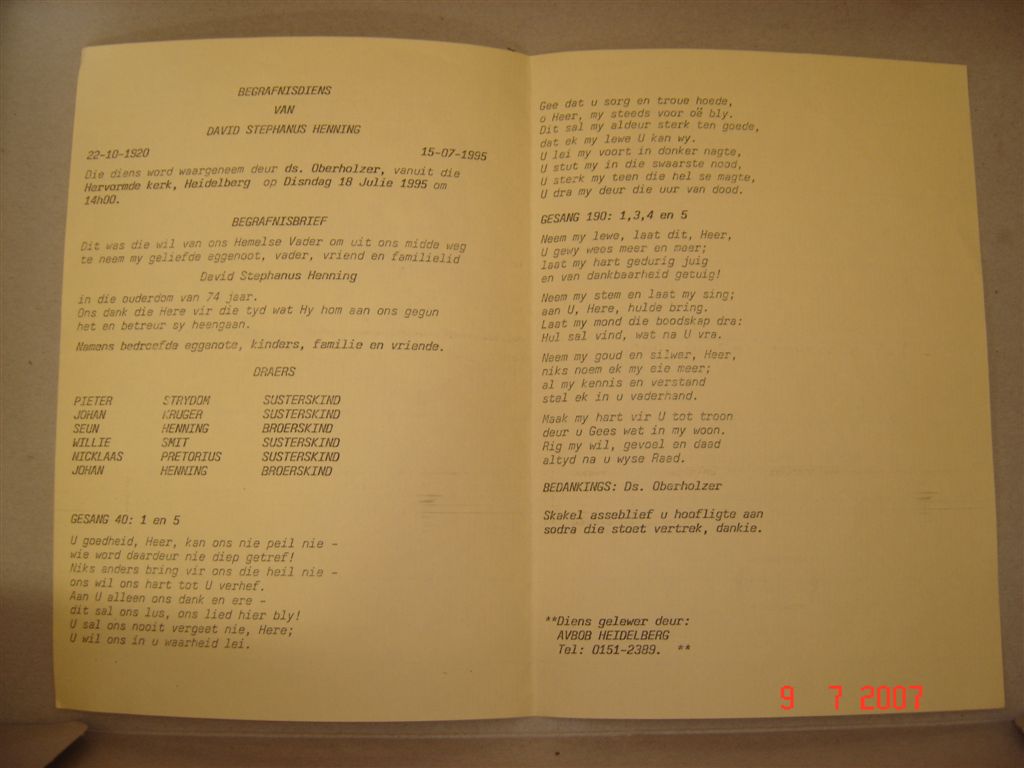 BEGRAFNISDIENS
VAN
DAVID STEPHANUS HENNING
22-10-1920 15-07-1995
Die diens word waargeneem deur ds. Oberholzer, vanuit die
Hervormde kerk, Heidelberg op Disndag 18 Julie 1995 om
14h00.
BEGRAFNISBRIEF
Dit was die wil van ons Hemelse Vader om uit ons midde weg
te neem my geliefde eggenoot, vader, vriend en familielid
David Stephanus Henning
in die ouderdom van 74 jaar.
Ons dank die Here vir die tyd wat Hy hom aan ons gegun
het en betreur sy heengaan.
Namens bedroefde eggenote, kinders, familie en vriende.
DRAERS
PIETER STRYDOM SUSTERSKIND
JOHAN KRUGER SUSTERSKIND
SEUN HENNING BROERSKIND
WILLIE SMIT SUSTERSKIND
NICKLAAS PRETORIUS SUSTERSKIND
JOHAN HENNING BROERSKIND
GESANG 40: 1 en 5
U goedheid, Heer, kan ons nie peil nie -
wie word daardeur nie diep getref!
Niks anders bring vir ons die heil nie -
ons wil ons hart tot U verhef.
Aan U alleen ons dank en ere -
dit sal ons lus, ons lied hier bly!
U sal ons nooit vergeet nie, Here;
U wil ons in u waarheid lei.
Gee dat u sorg en troue hoede,
o Heer, my steeds voor oë bly.
Dit sal my aldeur sterk ten goede,
dat ek my lewe U kan wy.
U lei my voort in donker nagte,
U stut my in die swaarste nood,
U sterk my teen die hel se magte,
U dra my deur die uur van dood.
GESANG 190: 1,3,4 en 5
Neem my lewe, laat dit, Heer,
U gewy wees meer en meer;
laat my hart gedurig juig
en van dankbaarheid getuig!
Neem my stem en laat my sing;
aan U, Here, hulde bring.
Laat my mond die boodskap dra:
Hul sal vind, wat na U vra.
Neem my goud en silwer, Heer,
niks noem ek my eie meer;
al my kennis en verstand
stel ek in u vaderhand.
Maak my hart vir U tot troon
deur u Gees wat in my woon.
Rig my wil, gevoel en daad
altyd na u wyse Raad.
BEDANKINGS: Ds. Oberholzer
Skakel asseblief u hoofligte aan
sodra die stoet vertrek, dankie.
**Diens gelewer deur:
AVBOB HEIDELBERG
Tel: 0151-2389. **
9 7 2007